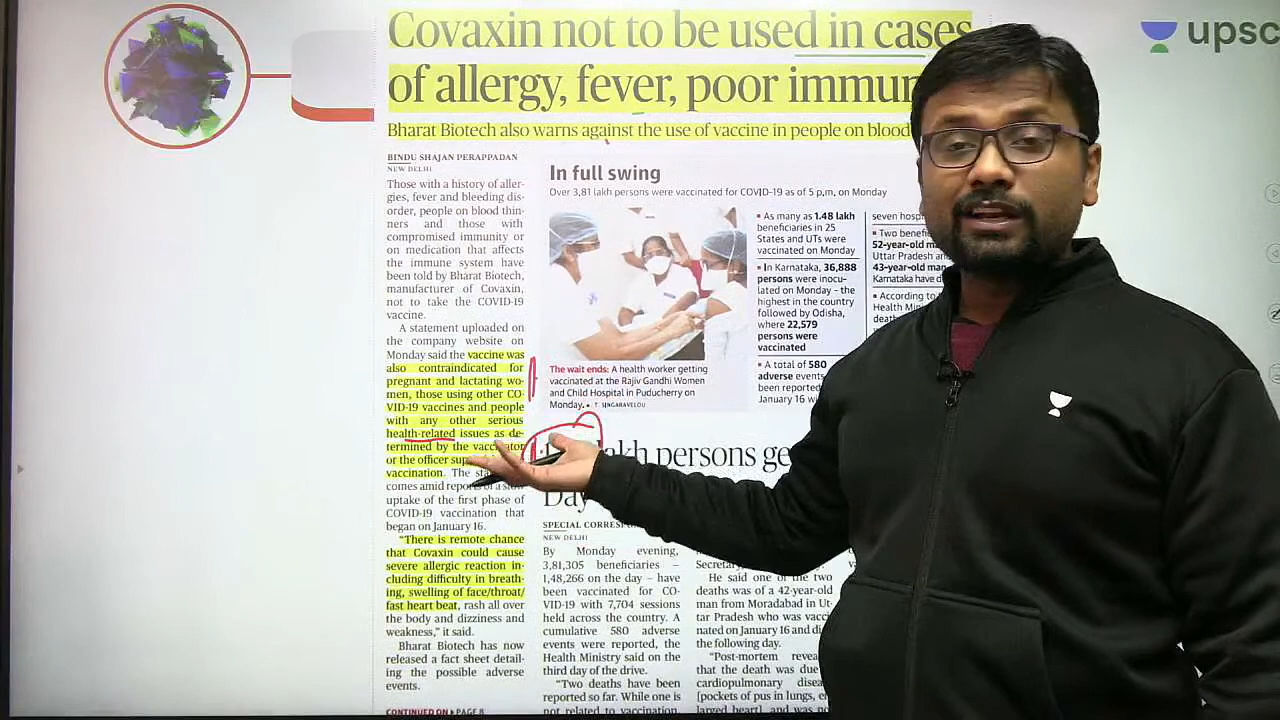 Covaxin not to be used in cases
of allergy, fever, poor immun
Bharat Biotech also warns against the use of vaccine in people on blood
upsc
BINDU SHAJAN PERAPPADAN
NEW DELHI
Those with a history of aller-
gies, fever and bleeding dis-
order, people on blood thin-
ners and those with
compromised immunity or
on medication that affects
the immune system have
been told by Bharat Biotech,
manufacturer of Covaxin,
not to take the COVID-19
vaccine.
A statement uploaded on
the company website on
Monday said the vaccine was
also contraindicated for
pregnant and lactating wo-
men, those using other CO-
VID-19 vaccines and people
with any other serious
health-related issues as de-
termined by the vaccinator
or the officer
vaccination. The
comes amid of a slow
uptake of the first phase of
COVID-19 vaccination that
began on January 16.
"There is remote chance
that Covaxin could cause
severe allergic reaction in-
cluding difficulty in breath-
ing, swelling of face/throat/
fast heart beat, rash all over
the body and dizziness and
weakness," it said.
Bharat Biotech has now
released a fact sheet detail-
ing the possible adverse
events.
CONTINUED ON ▸ PAGE 8
In full swing
Over 3,81 lakh persons were vaccinated for COVID-19 as of 5 p,m, on Monday
The wait ends: A health worker getting
vaccinated at the Rajiv Gandhi Women
and Child Hospital in Puducherry on
Monday. • T. SINGARAVELOU
▪ As many as 1.48 lakh
beneficiaries in 25
States and UTs were
vaccinated on Monday
▪ In Karnataka, 36,888
persons were inocu-
lated on Monday – the
highest in the country
followed by Odisha,
where 22,579
persons were
vaccinated
▪ A total of 580
adverse events
been reported
January 16
seven hosp
▪ Two benefi
52-year-old ma
Uttar Pradesh an
43-year-old man
Karnataka have d
▪ According to
Health Mini
death
lakh persons ge
Day
SPECIAL CORRES
NEW DELHI
By Monday evening,
3,81,305 beneficiaries –
1,48,266 on the day – have
been vaccinated for CO-
VID-19 with 7,704 sessions
held across the country. A
cumulative 580 adverse
events were reported, the
Health Ministry said on the
third day of the drive.
"Two deaths have been
reported so far. While one is
not related to vaccination,
Secretary,
He said one of the two
deaths was of a 42-year-old
man from Moradabad in Ut-
tar Pradesh who was vacci-
nated on January 16 and di
the following day.
"Post-mortem revea
that the death was due
cardiopulmonary disea
[pockets of pus in lungs, en
larged heart], and was no